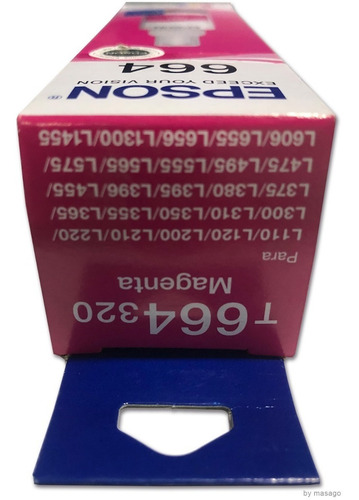 T664320
Magenta
Para
L110/L120/L200/L210/L220/
L300/L310/L350/L355/L365/
L375/L380/L395/L396/L455/
L475/L495/L555/L565/L575/
L606/L655/L656/L1300/L1455
EPSON®
EXCEED YOUR VISION
664
by masago